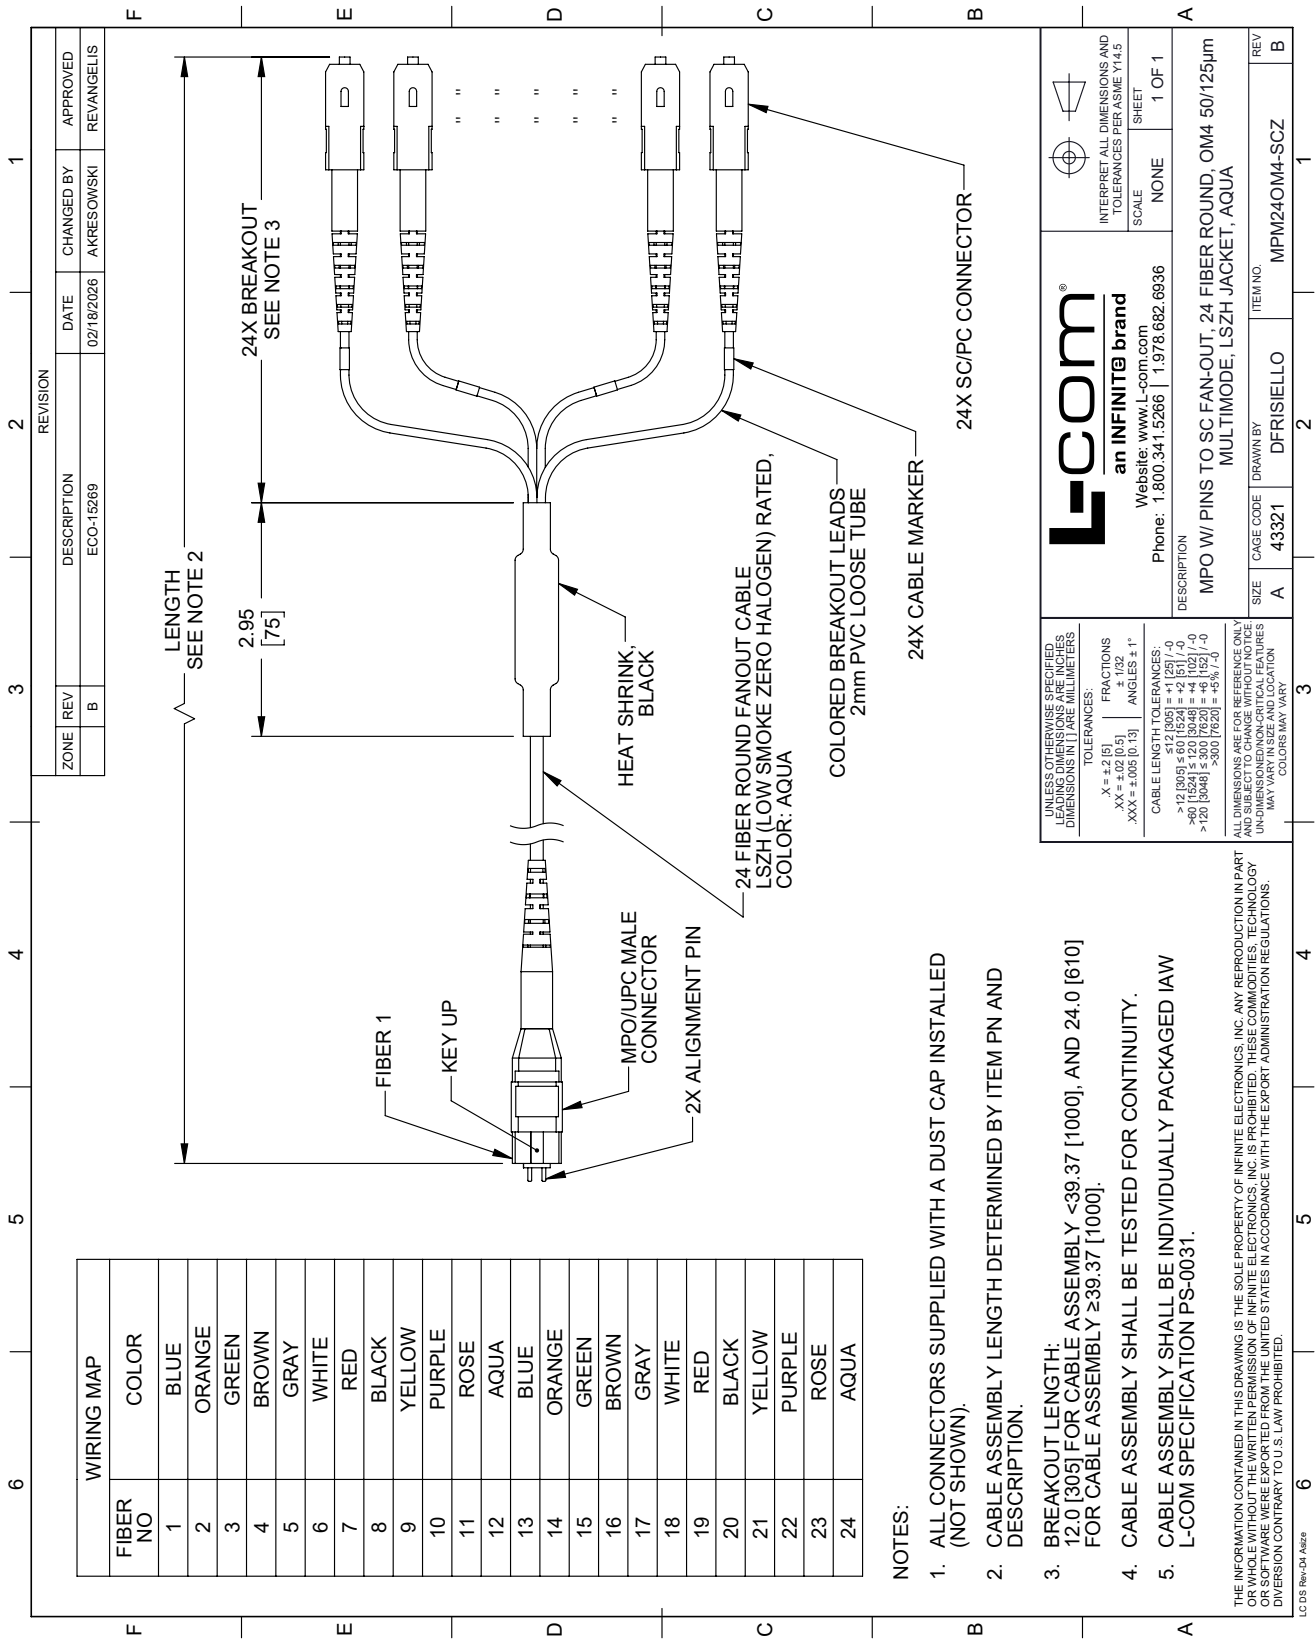 6
5
4
3
2
1
F
E
D
C
B
A
REVISION
ZONE
REV
DESCRIPTION
DATE
CHANGED BY
APPROVED
B
ECO-15269
02/18/2026
AKRESOWSKI
REVANGELIS
WIRING MAP
FIBER NO COLOR
1 BLUE
2 ORANGE
3 GREEN
4 BROWN
5 GRAY
6 WHITE
7 RED
8 BLACK
9 YELLOW
10 PURPLE
11 ROSE
12 AQUA
13 BLUE
14 ORANGE
15 GREEN
16 BROWN
17 GRAY
18 WHITE
19 RED
20 BLACK
21 YELLOW
22 PURPLE
23 ROSE
24 AQUA
LENGTH
SEE NOTE 2
2.95
[75]
24X BREAKOUT
SEE NOTE 3
FIBER 1
KEY UP
MPO/UPC MALE
CONNECTOR
2X ALIGNMENT PIN
HEAT SHRINK,
BLACK
24 FIBER ROUND FANOUT CABLE
LSZH (LOW SMOKE ZERO HALOGEN) RATED,
COLOR: AQUA
COLORED BREAKOUT LEADS
2mm PVC LOOSE TUBE
24X CABLE MARKER
24X SC/PC CONNECTOR
" " " " "
" " " " "
NOTES:
1. ALL CONNECTORS SUPPLIED WITH A DUST CAP INSTALLED
(NOT SHOWN).
2. CABLE ASSEMBLY LENGTH DETERMINED BY ITEM PN AND
DESCRIPTION.
3. BREAKOUT LENGTH:
12.0 [305] FOR CABLE ASSEMBLY <39.37 [1000], AND 24.0 [610]
FOR CABLE ASSEMBLY ≥39.37 [1000].
4. CABLE ASSEMBLY SHALL BE TESTED FOR CONTINUITY.
5. CABLE ASSEMBLY SHALL BE INDIVIDUALLY PACKAGED IAW
L-COM SPECIFICATION PS-0031.
THE INFORMATION CONTAINED IN THIS DRAWING IS THE SOLE PROPERTY OF INFINITE ELECTRONICS, INC. ANY REPRODUCTION IN PART
OR WHOLE WITHOUT THE WRITTEN PERMISSION OF INFINITE ELECTRONICS, INC. IS PROHIBITED. THESE COMMODITIES, TECHNOLOGY
OR SOFTWARE WERE EXPORTED FROM THE UNITED STATES IN ACCORDANCE WITH THE EXPORT ADMINISTRATION REGULATIONS.
DIVERSION CONTRARY TO U.S. LAW PROHIBITED.
UNLESS OTHERWISE SPECIFIED
LEADING DIMENSIONS ARE INCHES
DIMENSIONS IN [ ] ARE MILLIMETERS
TOLERANCES:
.X = ±.2 [5]
.XX = ±.02 [0.5]
.XXX = ±.005 [0.13]
FRACTIONS
± 1/32
ANGLES ± 1°
CABLE LENGTH TOLERANCES:
≤12 [305] = +1 [25] / -0
>12 [305] ≤ 60 [1524] = +2 [51] / -0
>60 [1524] ≤ 120 [3048] = +4 [102] / -0
>120 [3048] ≤ 300 [7620] = +6 [152] / -0
>300 [7620] = +5% / -0
ALL DIMENSIONS ARE FOR REFERENCE ONLY
AND SUBJECT TO CHANGE WITHOUT NOTICE.
UN-DIMENSIONED/NON-CRITICAL FEATURES
MAY VARY IN SIZE AND LOCATION
COLORS MAY VARY
L-com®
an INFINITE brand
Website: www.L-com.com
Phone: 1.800.341.5266 | 1.978.682.6936
INTERPRET ALL DIMENSIONS AND
TOLERANCES PER ASME Y14.5
SCALE
NONE
SHEET
1 OF 1
DESCRIPTION
MPO W/ PINS TO SC FAN-OUT, 24 FIBER ROUND, OM4 50/125µm
MULTIMODE, LSZH JACKET, AQUA
SIZE
A
CAGE CODE
43321
DRAWN BY
DFRISIELLO
ITEM NO.
MPM24OM4-SCZ
REV
B
F
E
D
C
B
A
6
5
4
3
2
1
LC DS Rev-D4 Asize